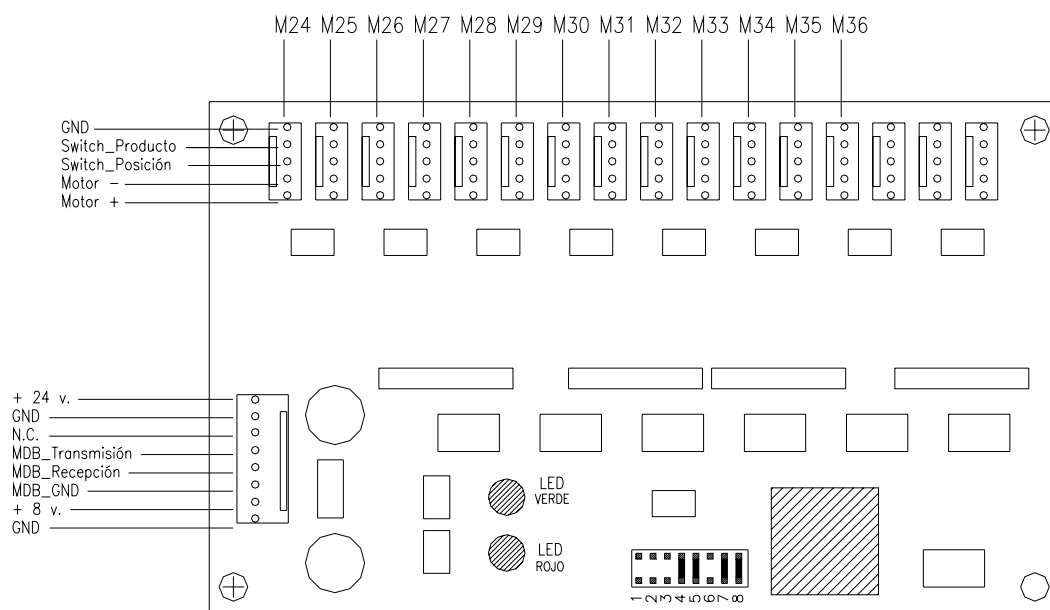 M24 M25 M26 M27 M28 M29 M30 M31 M32 M33 M34 M35 M36
GND
Switch_Producto
Switch_Posición
Motor -
Motor +
+ 24 v.
GND
N.C.
MDB_Transmisión
MDB_Recepción
MDB_GND
+ 8 v.
GND
LED
VERDE
LED
ROJO
1 2 3 4 5 6 7 8